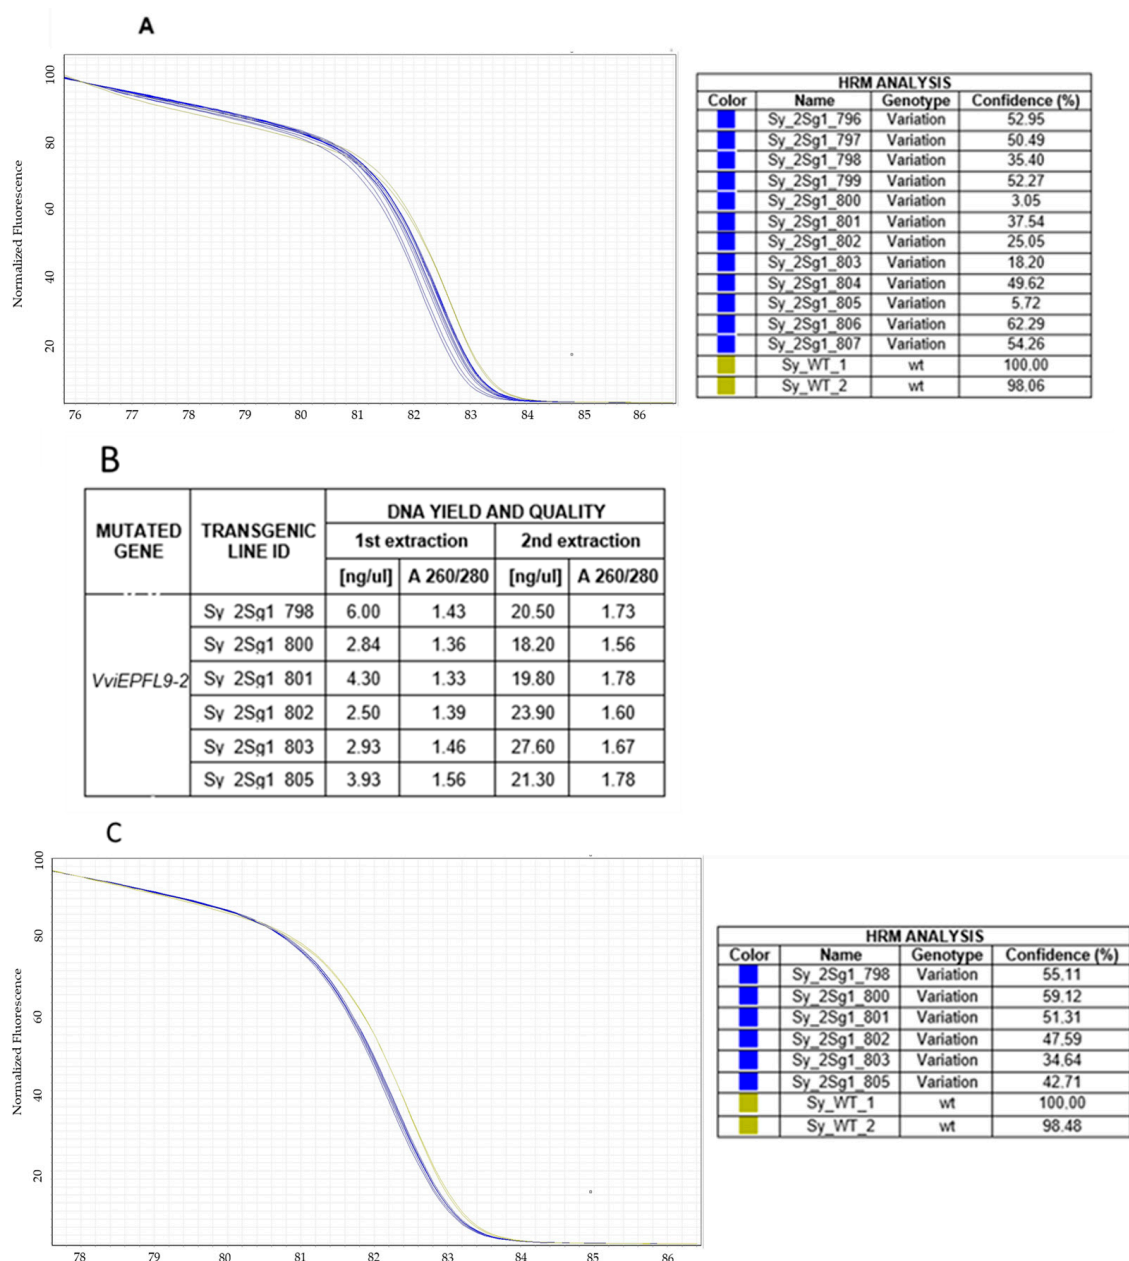 A
Normalized Fluorescence
100
80
60
40
20
76 77 78 79 80 81 82 83 84 85 86
HRM ANALYSIS
Color Name Genotype Confidence (%)
Sy_2Sg1_796 Variation 52.95
Sy_2Sg1_797 Variation 50.49
Sy_2Sg1_798 Variation 35.40
Sy_2Sg1_799 Variation 52.27
Sy_2Sg1_800 Variation 3.05
Sy_2Sg1_801 Variation 37.54
Sy_2Sg1_802 Variation 25.05
Sy_2Sg1_803 Variation 18.20
Sy_2Sg1_804 Variation 49.62
Sy_2Sg1_805 Variation 5.72
Sy_2Sg1_806 Variation 62.29
Sy_2Sg1_807 Variation 54.26
Sy_WT_1 wt 100.00
Sy_WT_2 wt 98.06
B
MUTATED GENE TRANSGENIC LINE ID DNA YIELD AND QUALITY
1st extraction 2nd extraction
[ng/ul] A 260/280 [ng/ul] A 260/280
VviEPFL9-2
Sy 2Sg1 798 6.00 1.43 20.50 1.73
Sy 2Sg1 800 2.84 1.36 18.20 1.56
Sy 2Sg1 801 4.30 1.33 19.80 1.78
Sy 2Sg1 802 2.50 1.39 23.90 1.60
Sy 2Sg1 803 2.93 1.46 27.60 1.67
Sy 2Sg1 805 3.93 1.56 21.30 1.78
C
Normalized Fluorescence
100
80
60
40
20
78 79 80 81 82 83 84 85 86
HRM ANALYSIS
Color Name Genotype Confidence (%)
Sy_2Sg1_798 Variation 55.11
Sy_2Sg1_800 Variation 59.12
Sy_2Sg1_801 Variation 51.31
Sy_2Sg1_802 Variation 47.59
Sy_2Sg1_803 Variation 34.64
Sy_2Sg1_805 Variation 42.71
Sy_WT_1 wt 100.00
Sy_WT_2 wt 98.48